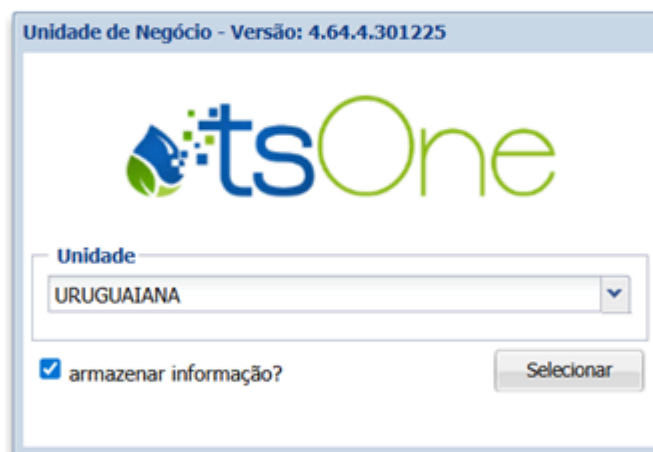 Unidade de Negócio - Versão: 4.64.4.301225
tsOne
Unidade
URUGUAIANA
armazenar informação?
Selecionar